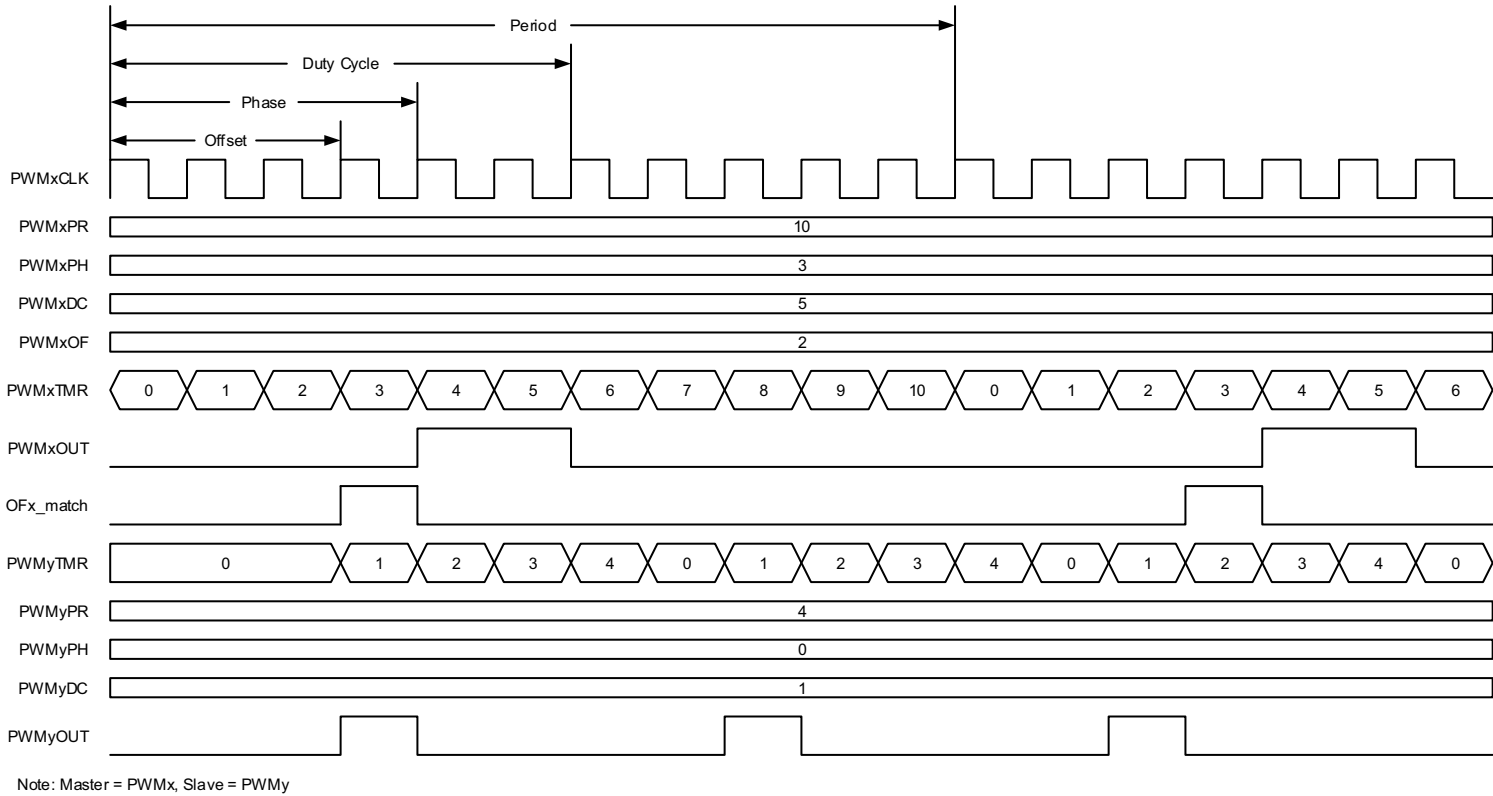 Period
Duty Cycle
Phase
Offset
PWMxCLK
PWMxPR 10
PWMxPH 3
PWMxDC 5
PWMxOF 2
PWMxTMR 0 1 2 3 4 5 6 7 8 9 10 0 1 2 3 4 5 6
PWMxOUT
OFx_match
PWMyTMR 0 1 2 3 4 0 1 2 3 4 0 1 2 3 4 0
PWMyPR 4
PWMyPH 0
PWMyDC 1
PWMyOUT
Note: Master = PWMx, Slave = PWMy